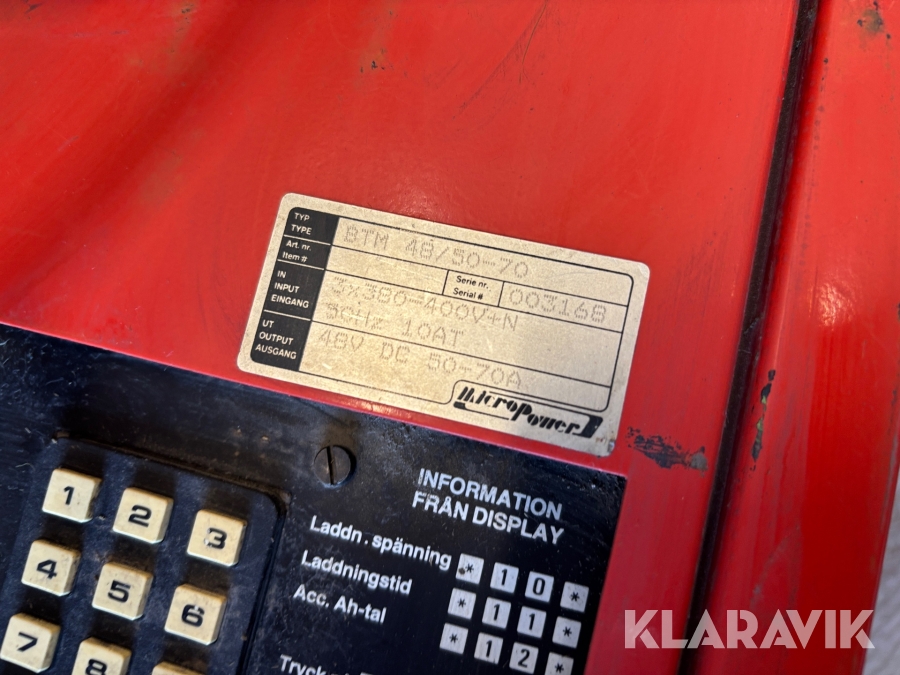 TYP
TYPE
BTM 48/50-70
Art. nr.
Item #
Serie nr.
Serial #
003168
IN
INPUT
EINGANG
3X380-400V+N
50HZ 10AT
UT
OUTPUT
AUSGANG
48V DC 50-70A
MicroPower
INFORMATION
FRÅN DISPLAY
Laddn. spänning * 1 0 *
Laddningstid * 1 1 *
Acc. Ah-tal * 1 2 *
1 2 3
4 5 6
7 8
KLARAVIK